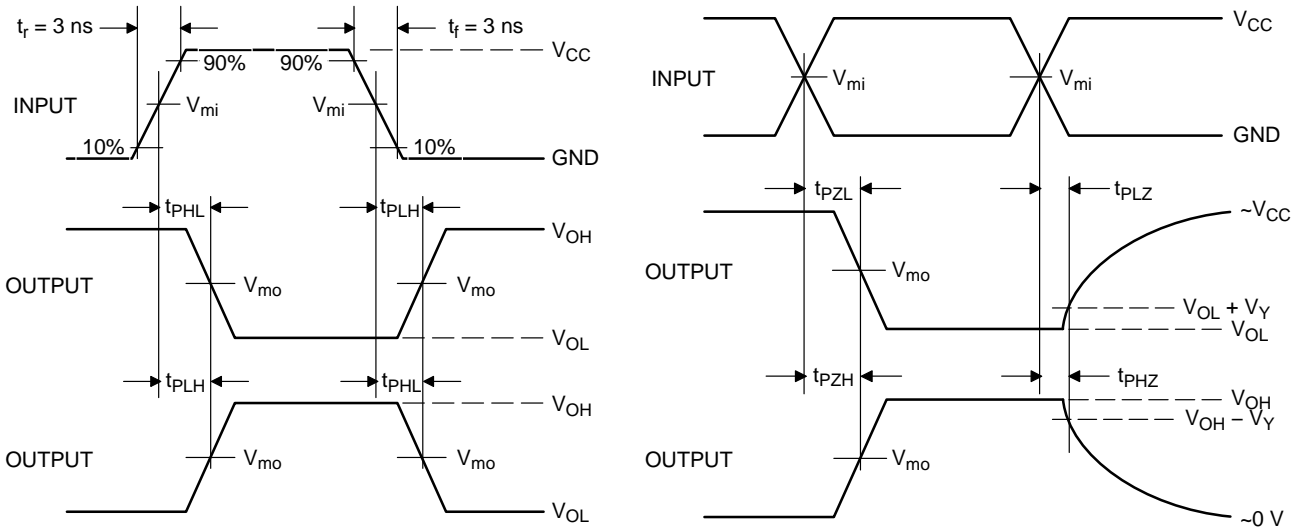 t_r = 3 ns
t_f = 3 ns
V_CC
90%
90%
INPUT
V_mi
V_mi
10%
10%
GND
t_PHL
t_PLH
V_OH
OUTPUT
V_mo
V_mo
V_OL
t_PLH
t_PHL
V_OH
OUTPUT
V_mo
V_mo
V_OL
V_CC
INPUT
V_mi
V_mi
GND
t_PZL
t_PLZ
~V_CC
OUTPUT
V_mo
V_OL + V_Y
V_OL
t_PZH
t_PHZ
V_OH
V_OH – V_Y
OUTPUT
V_mo
~0 V